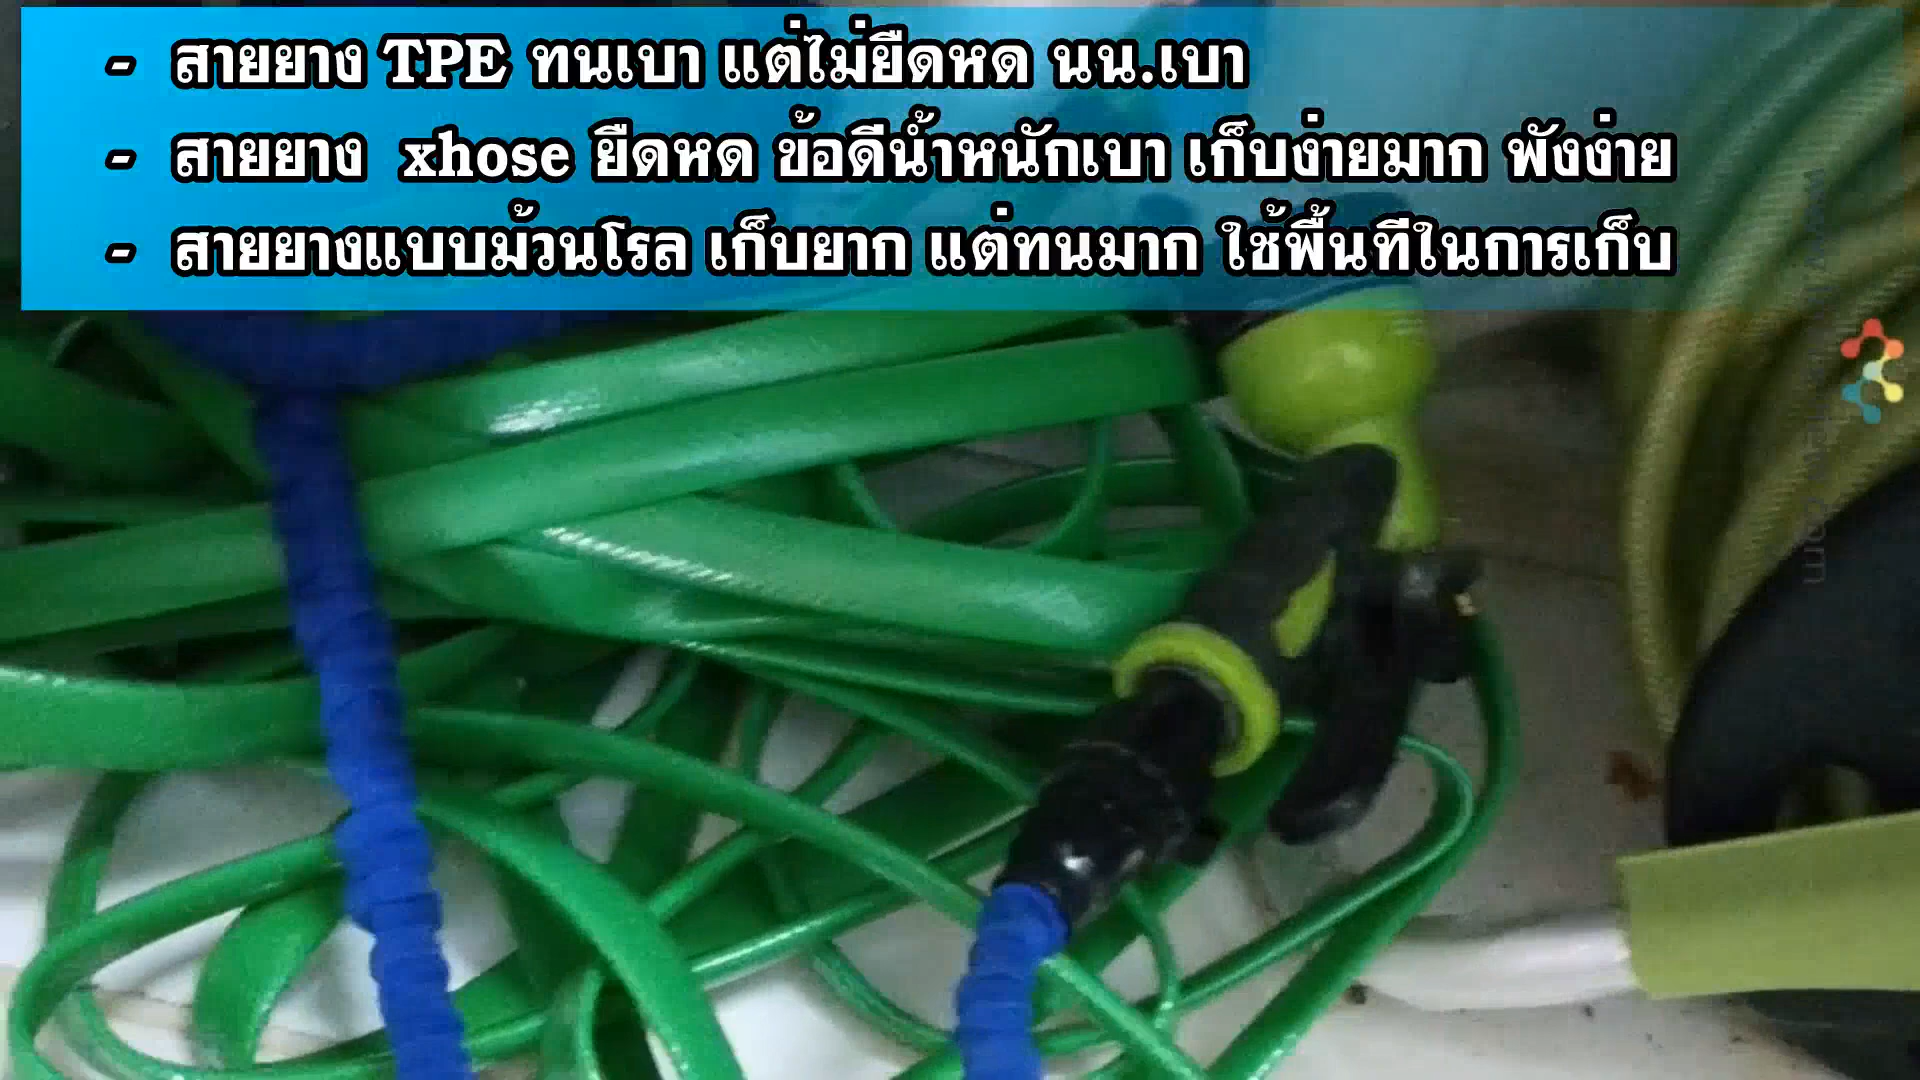 - สายยาง TPE ทนเบา แต่ไม่ยืดหด นน.เบา
- สายยาง xhose ยืดหด ข้อดีน้ำหนักเบา เก็บง่ายมาก พังง่าย
- สายยางแบบม้วนโรล เก็บยาก แต่ทนมาก ใช้พื้นที่ในการเก็บ